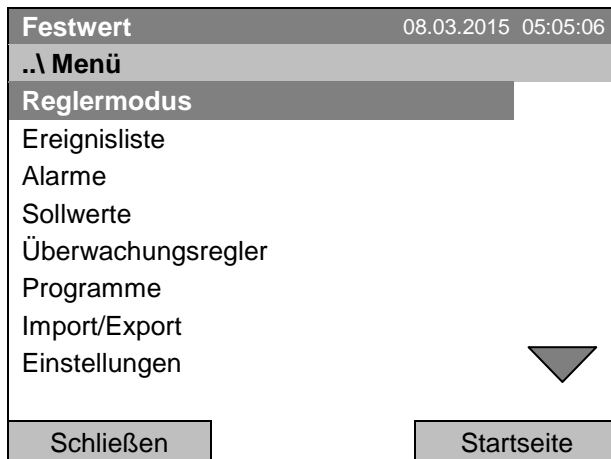 Festwert 08.03.2015 05:05:06
..\ Menü
Reglermodus
Ereignisliste
Alarme
Sollwerte
Überwachungsregler
Programme
Import/Export
Einstellungen
Schließen Startseite